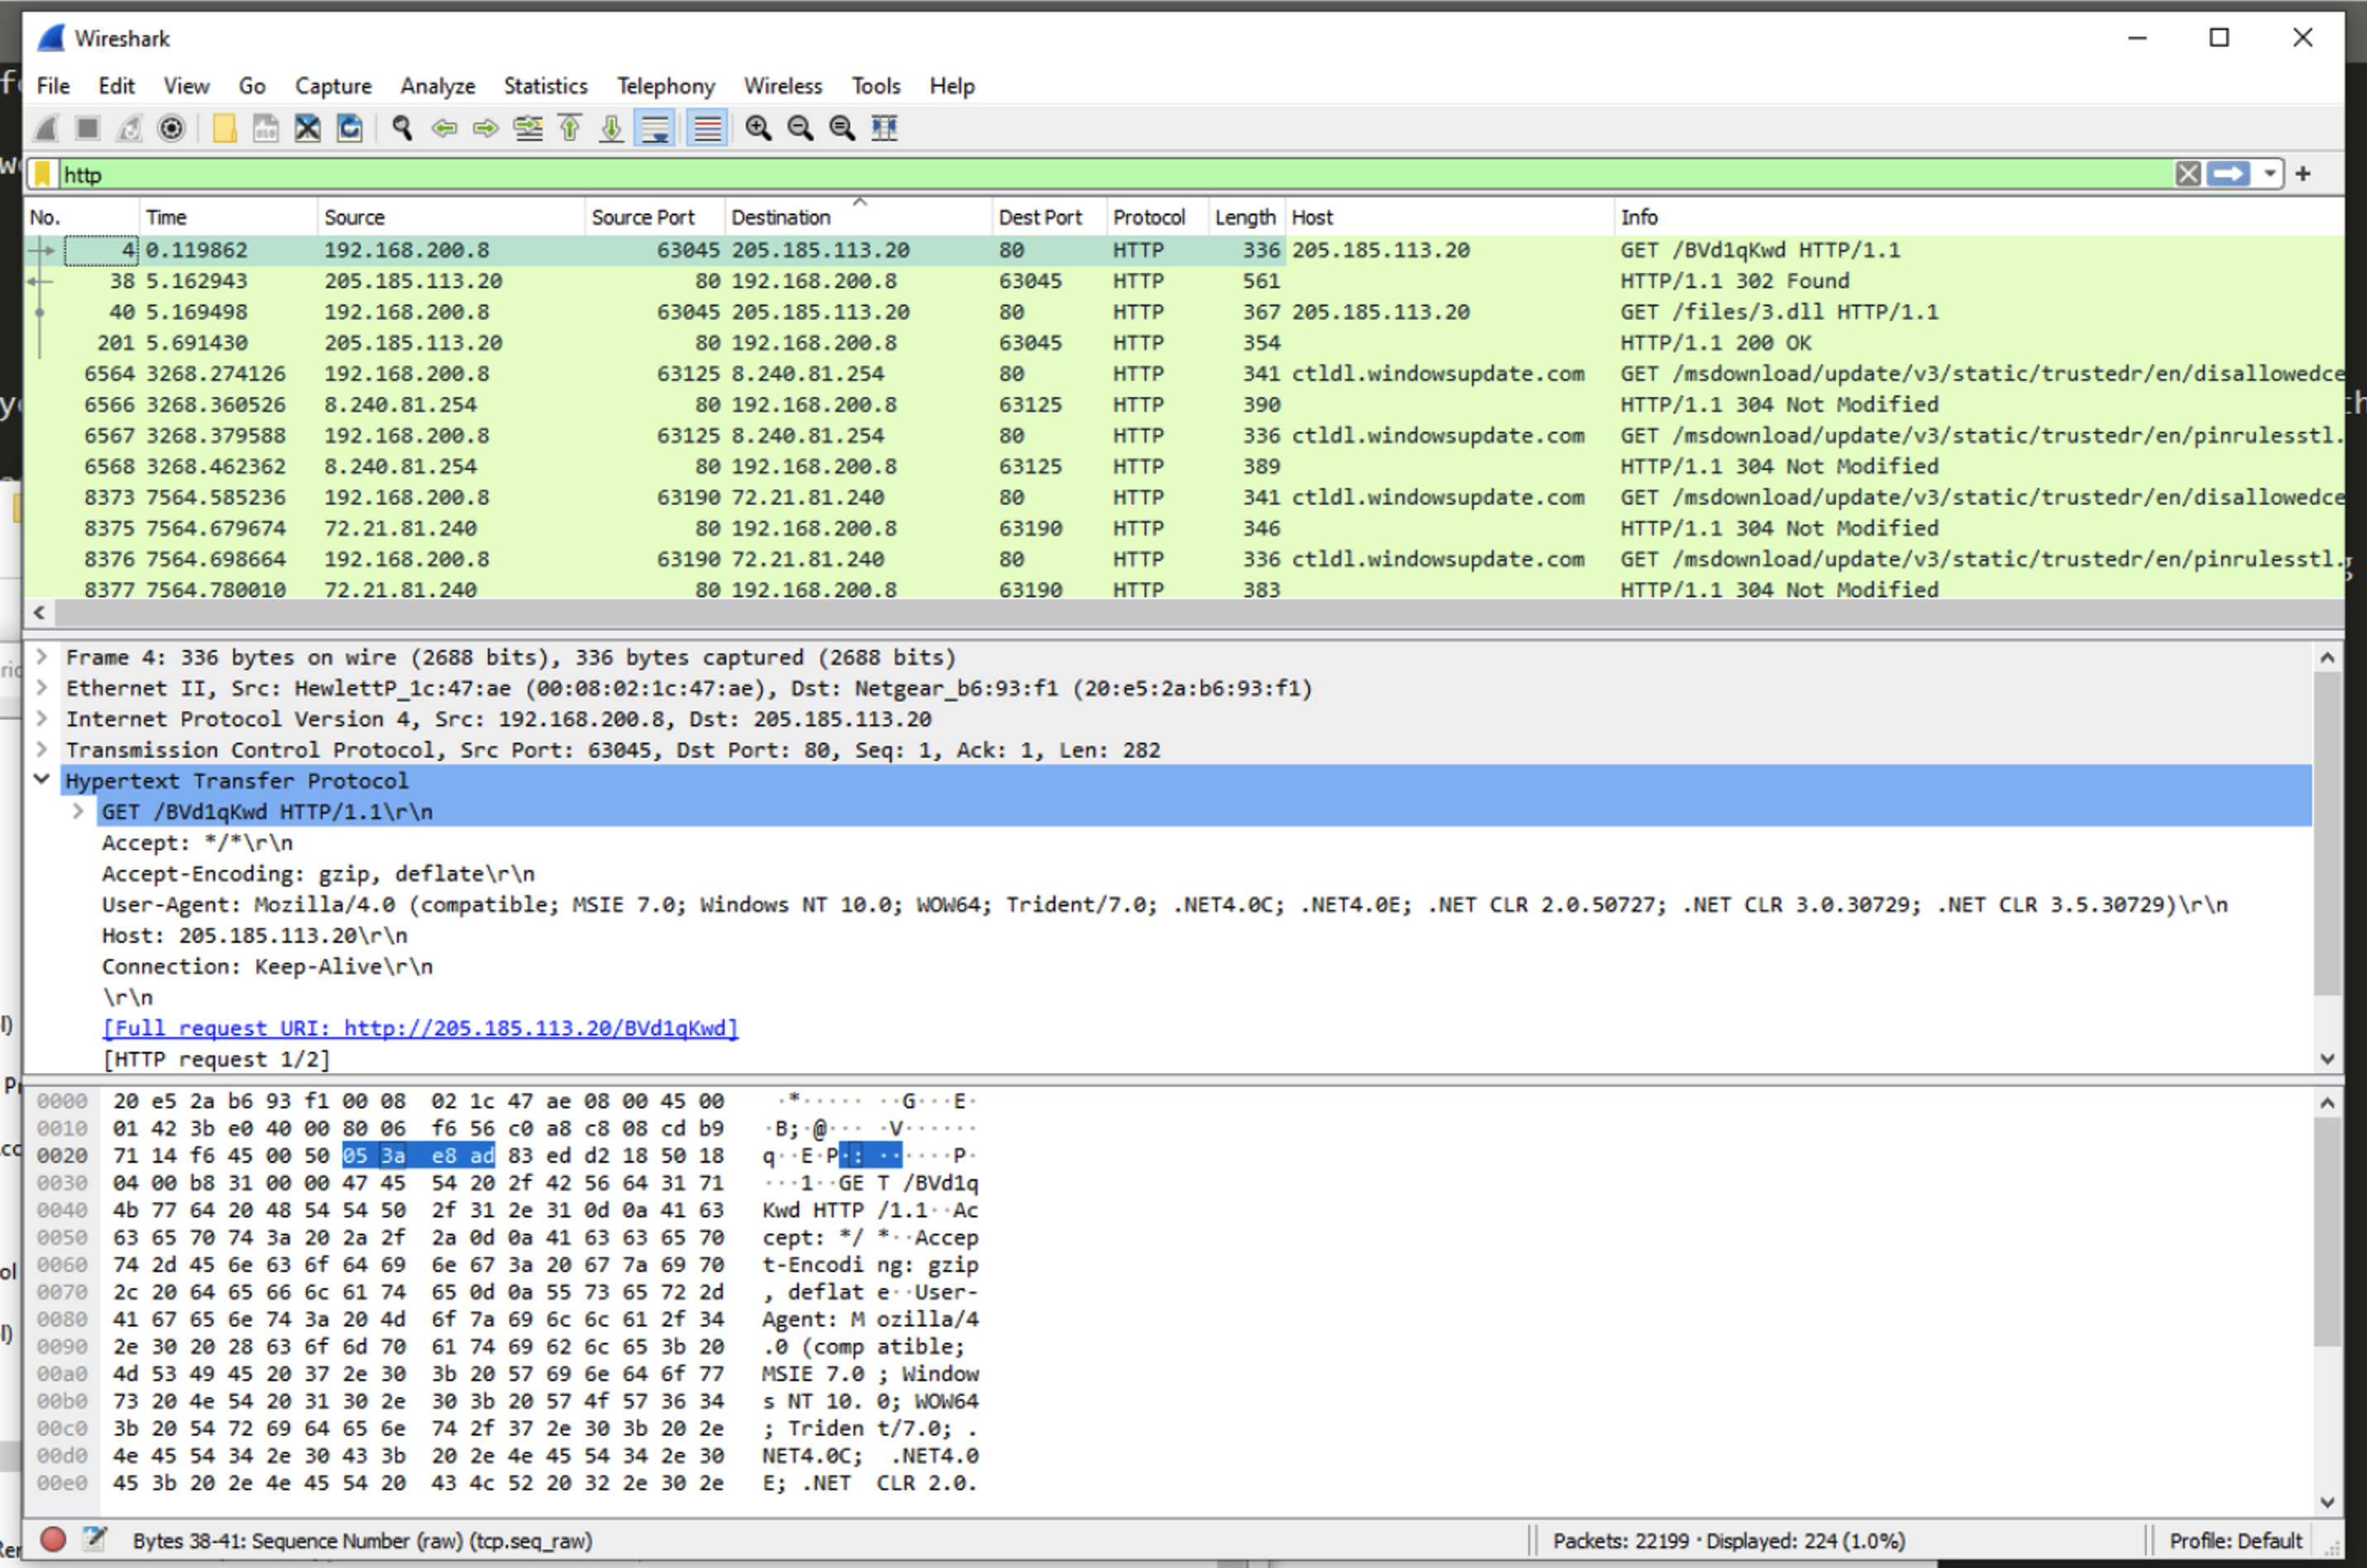 Wireshark
File Edit View Go Capture Analyze Statistics Telephony Wireless Tools Help
http
No. Time Source Source Port Destination Dest Port Protocol Length Host Info
4 0.119862 192.168.200.8 63045 205.185.113.20 80 HTTP 336 205.185.113.20 GET /BVd1qKwd HTTP/1.1
38 5.162943 205.185.113.20 80 192.168.200.8 63045 HTTP 561 HTTP/1.1 302 Found
40 5.169498 192.168.200.8 63045 205.185.113.20 80 HTTP 367 205.185.113.20 GET /files/3.dll HTTP/1.1
201 5.691430 205.185.113.20 80 192.168.200.8 63045 HTTP 354 HTTP/1.1 200 OK
6564 3268.274126 192.168.200.8 63125 8.240.81.254 80 HTTP 341 ctldl.windowsupdate.com GET /msdownload/update/v3/static/trustedr/en/disallowedce
6566 3268.360526 8.240.81.254 80 192.168.200.8 63125 HTTP 390 HTTP/1.1 304 Not Modified
6567 3268.379588 192.168.200.8 63125 8.240.81.254 80 HTTP 336 ctldl.windowsupdate.com GET /msdownload/update/v3/static/trustedr/en/pinrulesstl.
6568 3268.462362 8.240.81.254 80 192.168.200.8 63125 HTTP 389 HTTP/1.1 304 Not Modified
8373 7564.585236 192.168.200.8 63190 72.21.81.240 80 HTTP 341 ctldl.windowsupdate.com GET /msdownload/update/v3/static/trustedr/en/disallowedce
8375 7564.679674 72.21.81.240 80 192.168.200.8 63190 HTTP 346 HTTP/1.1 304 Not Modified
8376 7564.698664 192.168.200.8 63190 72.21.81.240 80 HTTP 336 ctldl.windowsupdate.com GET /msdownload/update/v3/static/trustedr/en/pinrulesstl.
8377 7564.780010 72.21.81.240 80 192.168.200.8 63190 HTTP 383 HTTP/1.1 304 Not Modified
Frame 4: 336 bytes on wire (2688 bits), 336 bytes captured (2688 bits)
Ethernet II, Src: HewlettP_1c:47:ae (00:08:02:1c:47:ae), Dst: Netgear_b6:93:f1 (20:e5:2a:b6:93:f1)
Internet Protocol Version 4, Src: 192.168.200.8, Dst: 205.185.113.20
Transmission Control Protocol, Src Port: 63045, Dst Port: 80, Seq: 1, Ack: 1, Len: 282
Hypertext Transfer Protocol
GET /BVd1qKwd HTTP/1.1\r\n
Accept: */*\r\n
Accept-Encoding: gzip, deflate\r\n
User-Agent: Mozilla/4.0 (compatible; MSIE 7.0; Windows NT 10.0; WOW64; Trident/7.0; .NET4.0C; .NET4.0E; .NET CLR 2.0.50727; .NET CLR 3.0.30729; .NET CLR 3.5.30729)\r\n
Host: 205.185.113.20\r\n
Connection: Keep-Alive\r\n
\r\n
[Full request URI: http://205.185.113.20/BVd1qKwd]
[HTTP request 1/2]
0000 20 e5 2a b6 93 f1 00 08 02 1c 47 ae 08 00 45 00 ·*····· ··G···E·
0010 01 42 3b e0 40 00 80 06 f6 56 c0 a8 c8 08 cd b9 ·B;·@··· ·V······
0020 71 14 f6 45 00 50 05 3a e8 ad 83 ed d2 18 50 18 q··E·P·: ······P·
0030 04 00 b8 31 00 00 47 45 54 20 2f 42 56 64 31 71 ···1··GE T /BVd1q
0040 4b 77 64 20 48 54 54 50 2f 31 2e 31 0d 0a 41 63 Kwd HTTP /1.1··Ac
0050 63 65 70 74 3a 20 2a 2f 2a 0d 0a 41 63 63 65 70 cept: */ *··Accep
0060 74 2d 45 6e 63 6f 64 69 6e 67 3a 20 67 7a 69 70 t-Encodi ng: gzip
0070 2c 20 64 65 66 6c 61 74 65 0d 0a 55 73 65 72 2d , deflat e··User-
0080 41 67 65 6e 74 3a 20 4d 6f 7a 69 6c 6c 61 2f 34 Agent: M ozilla/4
0090 2e 30 20 28 63 6f 6d 70 61 74 69 62 6c 65 3b 20 .0 (comp atible;
00a0 4d 53 49 45 20 37 2e 30 3b 20 57 69 6e 64 6f 77 MSIE 7.0 ; Window
00b0 73 20 4e 54 20 31 30 2e 30 3b 20 57 4f 57 36 34 s NT 10. 0; WOW64
00c0 3b 20 54 72 69 64 65 6e 74 2f 37 2e 30 3b 20 2e ; Triden t/7.0; .
00d0 4e 45 54 34 2e 30 43 3b 20 2e 4e 45 54 34 2e 30 NET4.0C; .NET4.0
00e0 45 3b 20 2e 4e 45 54 20 43 4c 52 20 32 2e 30 2e E; .NET CLR 2.0.
Bytes 38-41: Sequence Number (raw) (tcp.seq_raw) Packets: 22199 · Displayed: 224 (1.0%) Profile: Default